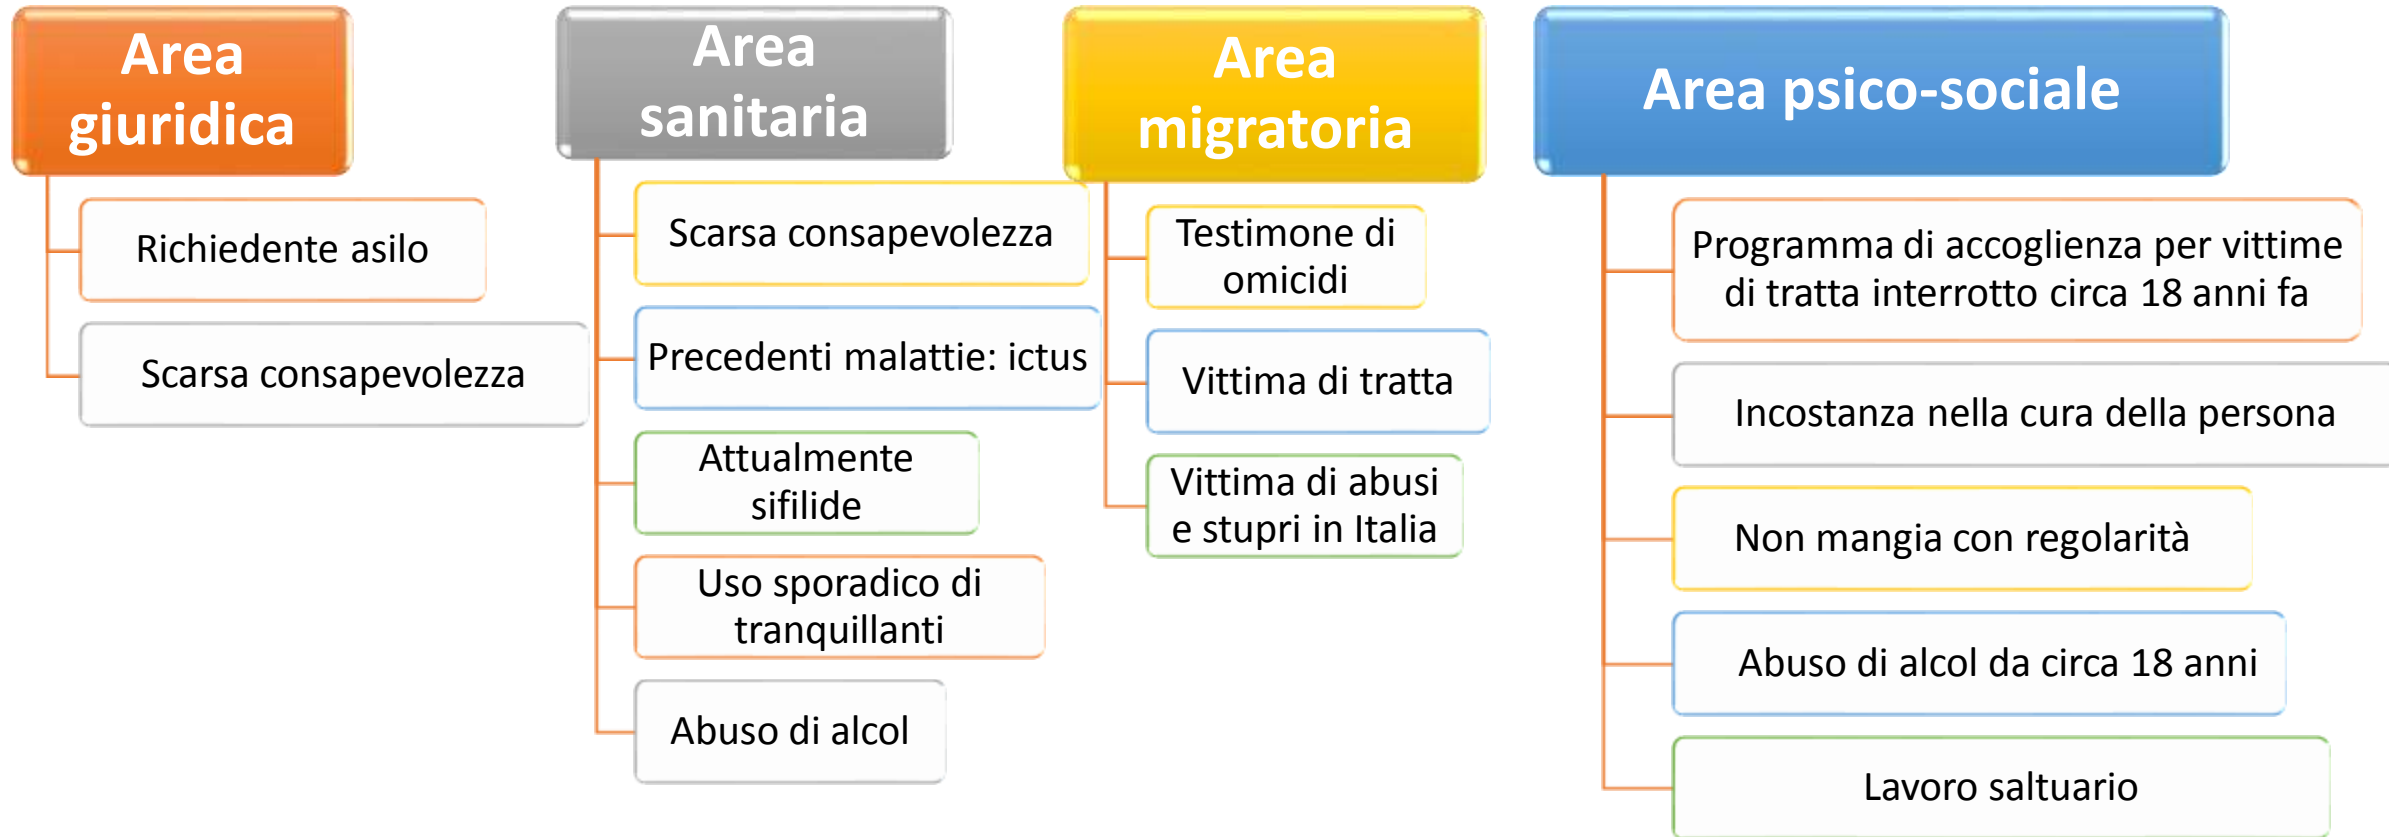 Area
giuridica
Richiedente asilo
Scarsa consapevolezza
Area
sanitaria
Scarsa consapevolezza
Precedenti malattie: ictus
Attualmente
sifilide
Uso sporadico di
tranquillanti
Abuso di alcol
Area
migratoria
Testimone di
omicidi
Vittima di tratta
Vittima di abusi
e stupri in Italia
Area psico-sociale
Programma di accoglienza per vittime
di tratta interrotto circa 18 anni fa
Incostanza nella cura della persona
Non mangia con regolarità
Abuso di alcol da circa 18 anni
Lavoro saltuario